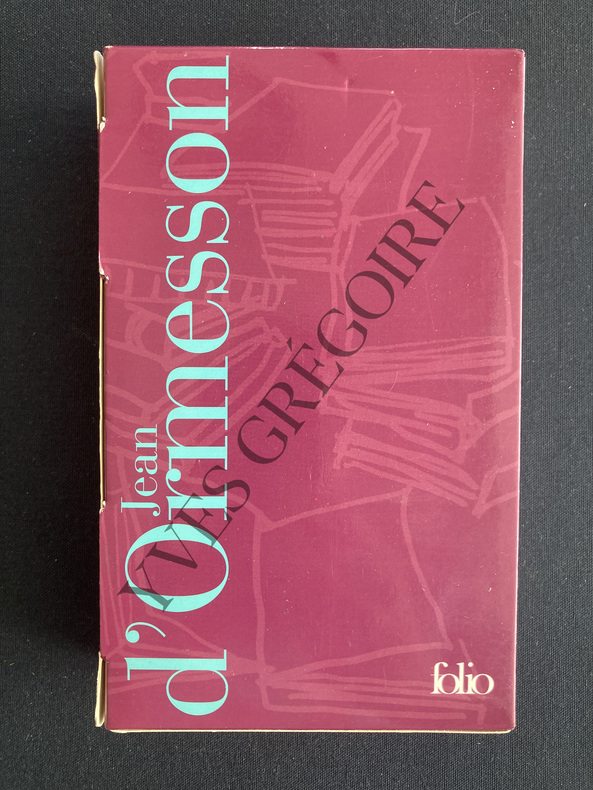 Jean
d'Ormesson
YVES GRÉGOIRE
folio